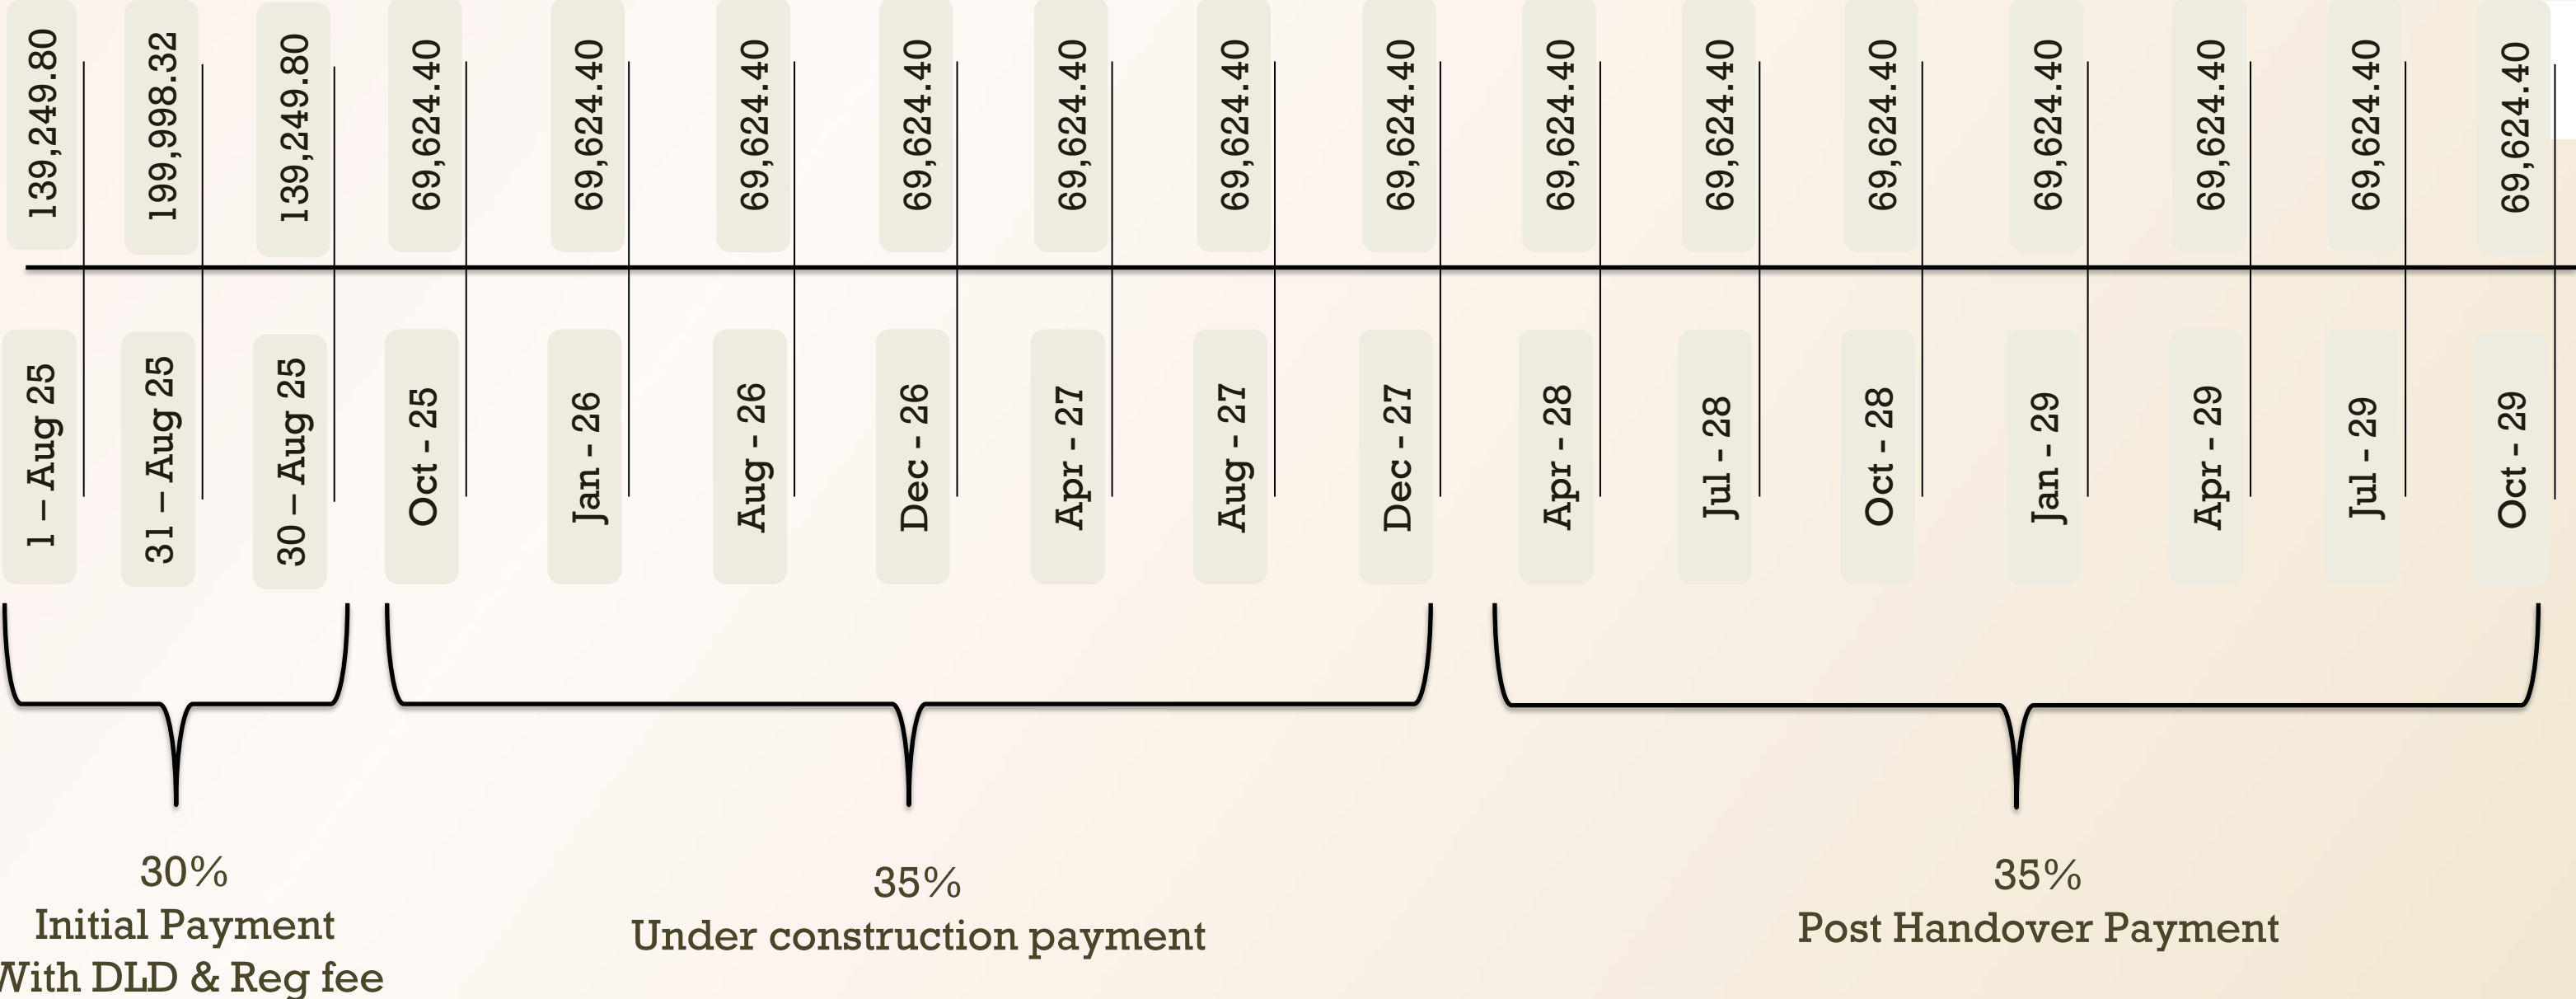 139,249.80
199,998.32
139,249.80
69,624.40
69,624.40
69,624.40
69,624.40
69,624.40
69,624.40
69,624.40
69,624.40
69,624.40
69,624.40
69,624.40
69,624.40
69,624.40
69,624.40
1 – Aug 25
31 – Aug 25
30 – Aug 25
Oct - 25
Jan - 26
Aug - 26
Dec - 26
Apr - 27
Aug - 27
Dec - 27
Apr - 28
Jul - 28
Oct - 28
Jan - 29
Apr - 29
Jul - 29
Oct - 29
30%
Initial Payment
With DLD & Reg fee
35%
Under construction payment
35%
Post Handover Payment